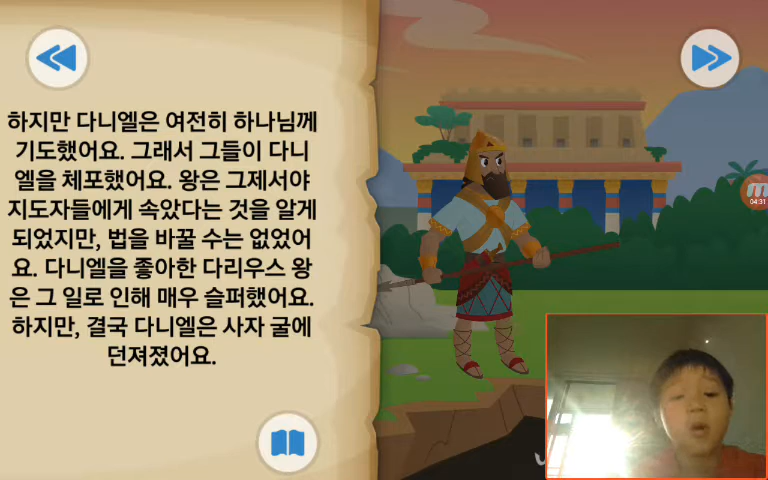 하지만 다니엘은 여전히 하나님께
기도했어요. 그래서 그들이 다니
엘을 체포했어요. 왕은 그제서야
지도자들에게 속았다는 것을 알게
되었지만, 법을 바꿀 수는 없었어
요. 다니엘을 좋아한 다리우스 왕
은 그 일로 인해 매우 슬퍼했어요.
하지만, 결국 다니엘은 사자 굴에
던져졌어요.
04:31